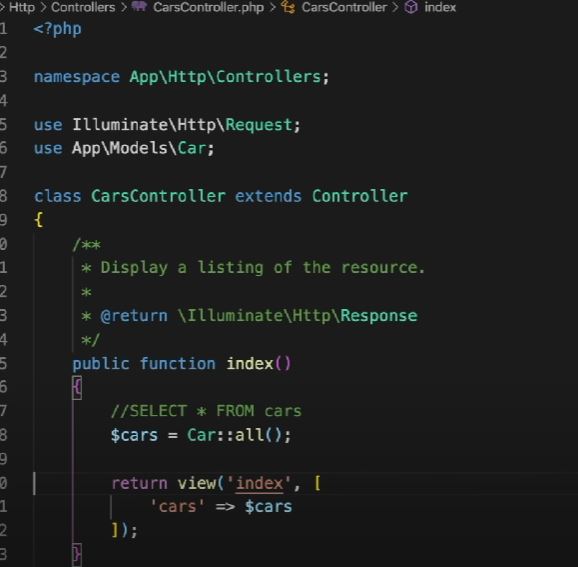 > Http > Controllers > CarsController.php > CarsController > index
1 <?php
2
3 namespace App\Http\Controllers;
4
5 use Illuminate\Http\Request;
6 use App\Models\Car;
7
8 class CarsController extends Controller
9 {
0 /**
1 * Display a listing of the resource.
2 *
3 * @return \Illuminate\Http\Response
4 */
5 public function index()
6 {
7 //SELECT * FROM cars
8 $cars = Car::all();
9
0 return view('index', [
1 'cars' => $cars
2 ]);
3 }